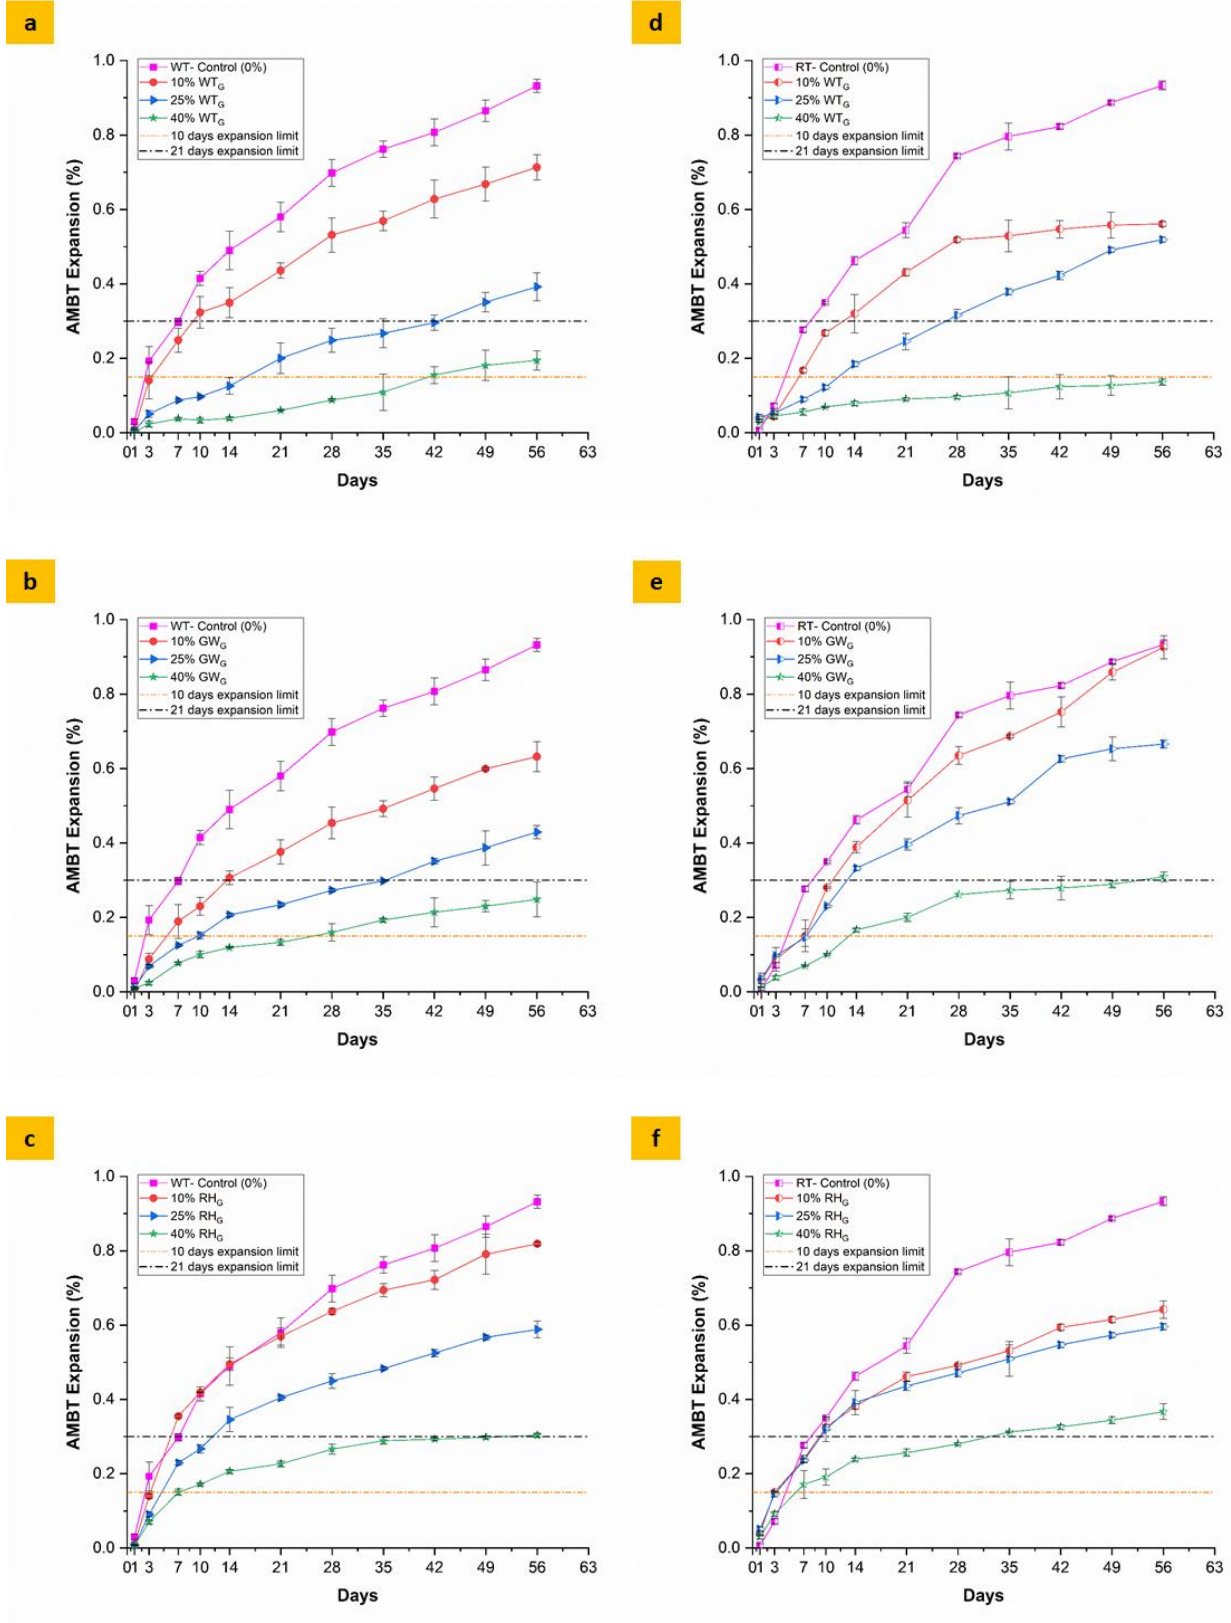 a
WT- Control (0%)
10% WTG
25% WTG
40% WTG
10 days expansion limit
21 days expansion limit
AMBT Expansion (%)
1.0
0.8
0.6
0.4
0.2
0.0
01 3 7 10 14 21 28 35 42 49 56 63
Days
d
RT- Control (0%)
10% WTG
25% WTG
40% WTG
10 days expansion limit
21 days expansion limit
AMBT Expansion (%)
1.0
0.8
0.6
0.4
0.2
0.0
01 3 7 10 14 21 28 35 42 49 56 63
Days
b
WT- Control (0%)
10% GWG
25% GWG
40% GWG
10 days expansion limit
21 days expansion limit
AMBT Expansion (%)
1.0
0.8
0.6
0.4
0.2
0.0
01 3 7 10 14 21 28 35 42 49 56 63
Days
e
RT- Control (0%)
10% GWG
25% GWG
40% GWG
10 days expansion limit
21 days expansion limit
AMBT Expansion (%)
1.0
0.8
0.6
0.4
0.2
0.0
01 3 7 10 14 21 28 35 42 49 56 63
Days
c
WT- Control (0%)
10% RHG
25% RHG
40% RHG
10 days expansion limit
21 days expansion limit
AMBT Expansion (%)
1.0
0.8
0.6
0.4
0.2
0.0
01 3 7 10 14 21 28 35 42 49 56 63
Days
f
RT- Control (0%)
10% RHG
25% RHG
40% RHG
10 days expansion limit
21 days expansion limit
AMBT Expansion (%)
1.0
0.8
0.6
0.4
0.2
0.0
01 3 7 10 14 21 28 35 42 49 56 63
Days